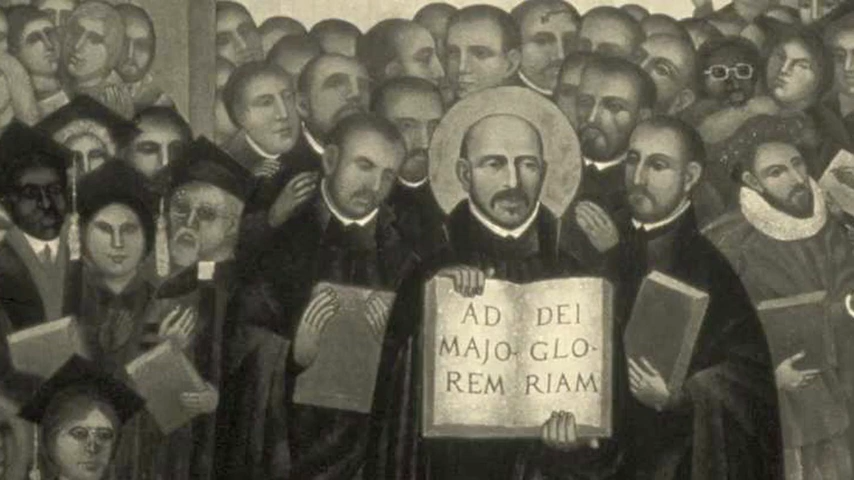 AD
MAJO-
REM
DEI
GLO-
RIAM